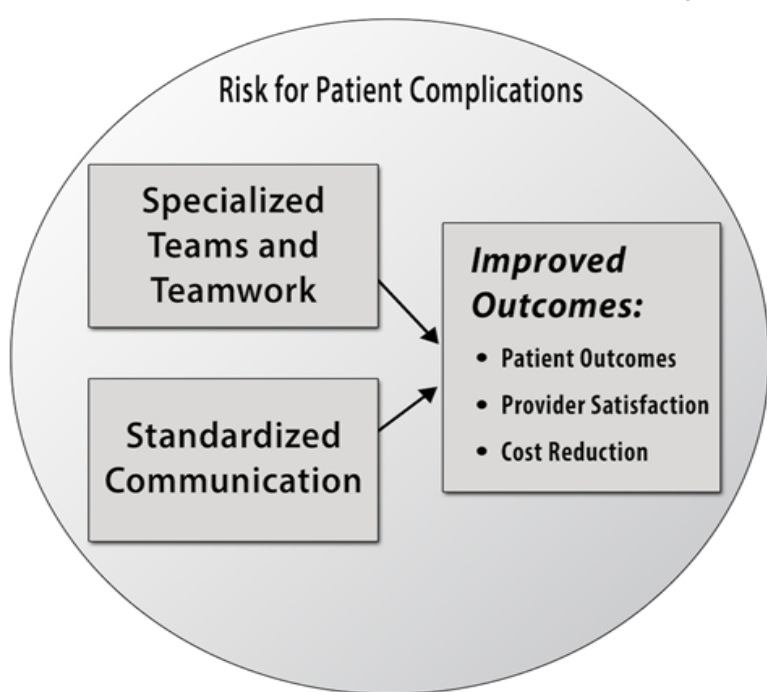 Risk for Patient Complications
Specialized
Teams and
Teamwork
Standardized
Communication
Improved
Outcomes:
• Patient Outcomes
• Provider Satisfaction
• Cost Reduction